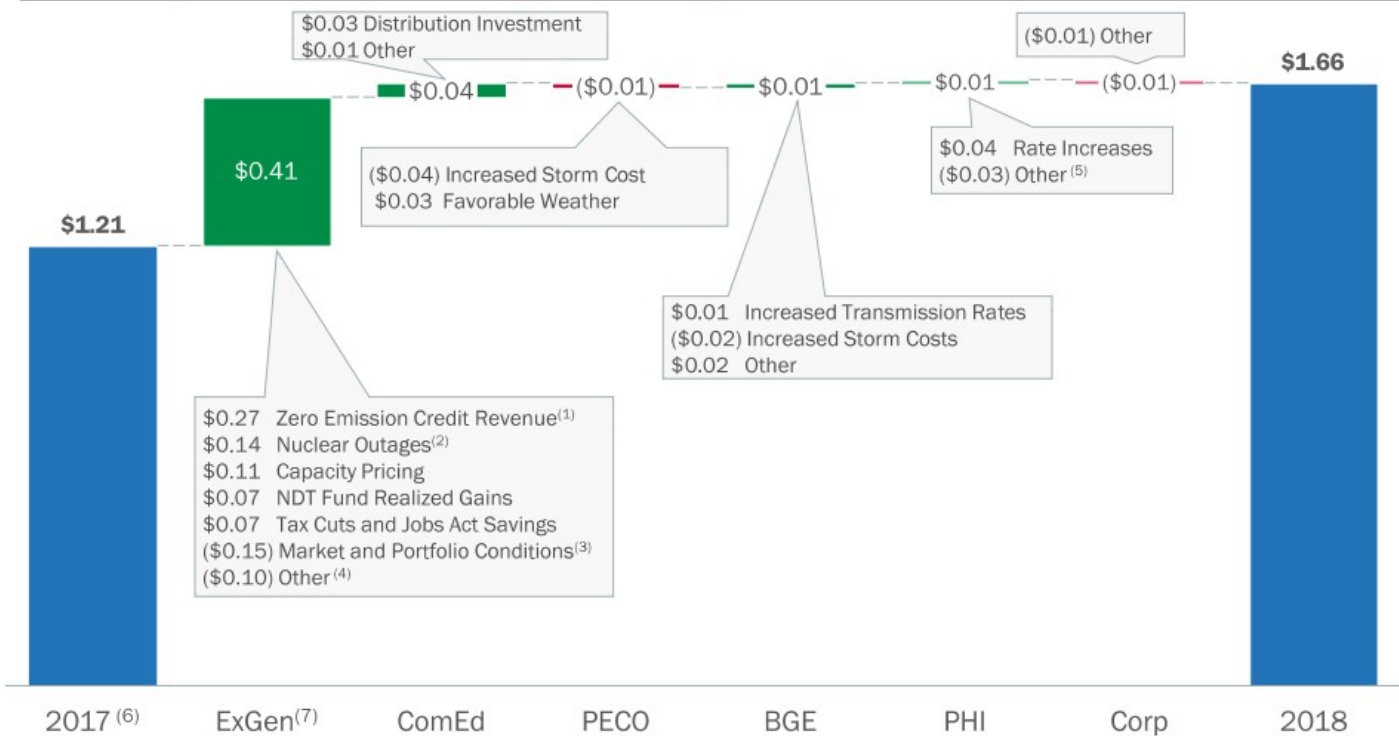 $0.03 Distribution Investment
$0.01 Other
($0.01) Other
$1.66
$0.04
($0.01)
$0.01
$0.01
($0.01)
$0.41
($0.04) Increased Storm Cost
$0.03 Favorable Weather
$0.04 Rate Increases
($0.03) Other (5)
$1.21
$0.01 Increased Transmission Rates
($0.02) Increased Storm Costs
$0.02 Other
$0.27 Zero Emission Credit Revenue(1)
$0.14 Nuclear Outages(2)
$0.11 Capacity Pricing
$0.07 NDT Fund Realized Gains
$0.07 Tax Cuts and Jobs Act Savings
($0.15) Market and Portfolio Conditions(3)
($0.10) Other (4)
2017 (6)
ExGen(7)
ComEd
PECO
BGE
PHI
Corp
2018